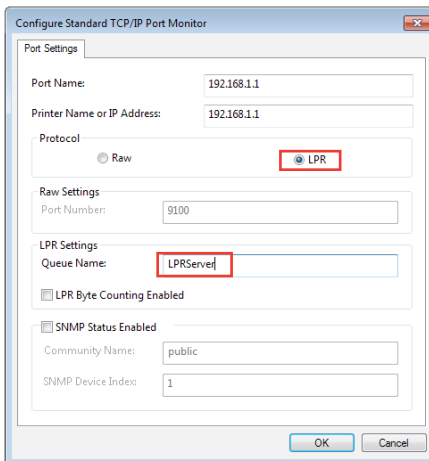 Configure Standard TCP/IP Port Monitor
Port Settings
Port Name: 192.168.1.1
Printer Name or IP Address: 192.168.1.1
Protocol
Raw LPR
Raw Settings
Port Number: 9100
LPR Settings
Queue Name: LPRServer
LPR Byte Counting Enabled
SNMP Status Enabled
Community Name: public
SNMP Device Index: 1
OK Cancel